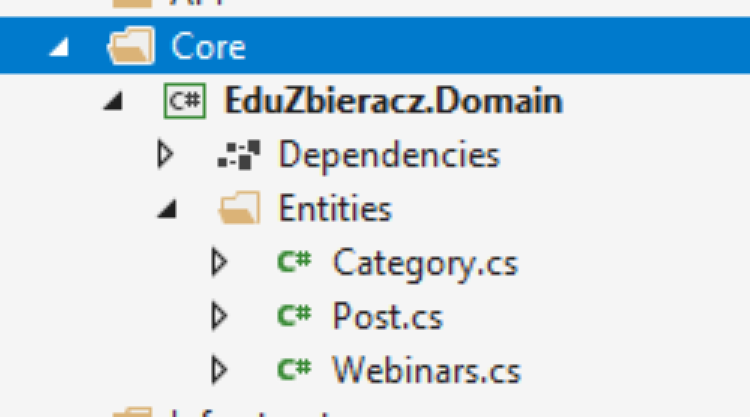 Core
C# EduZbieracz.Domain
Dependencies
Entities
C# Category.cs
C# Post.cs
C# Webinars.cs